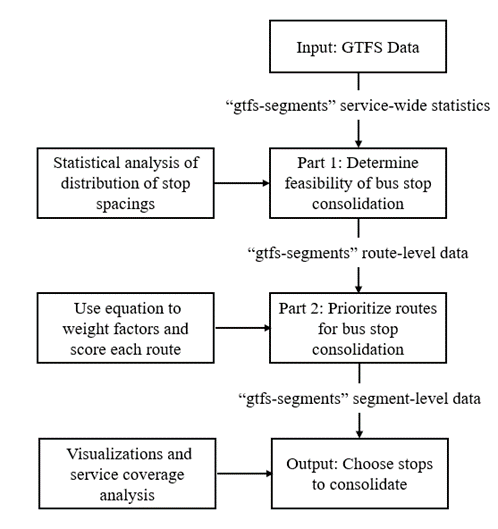 Input: GTFS Data
“gtfs-segments” service-wide statistics
Statistical analysis of
distribution of stop
spacings
Part 1: Determine
feasibility of bus stop
consolidation
“gtfs-segments” route-level data
Use equation to
weight factors and
score each route
Part 2: Prioritize routes
for bus stop
consolidation
“gtfs-segments” segment-level data
Visualizations and
service coverage
analysis
Output: Choose stops
to consolidate